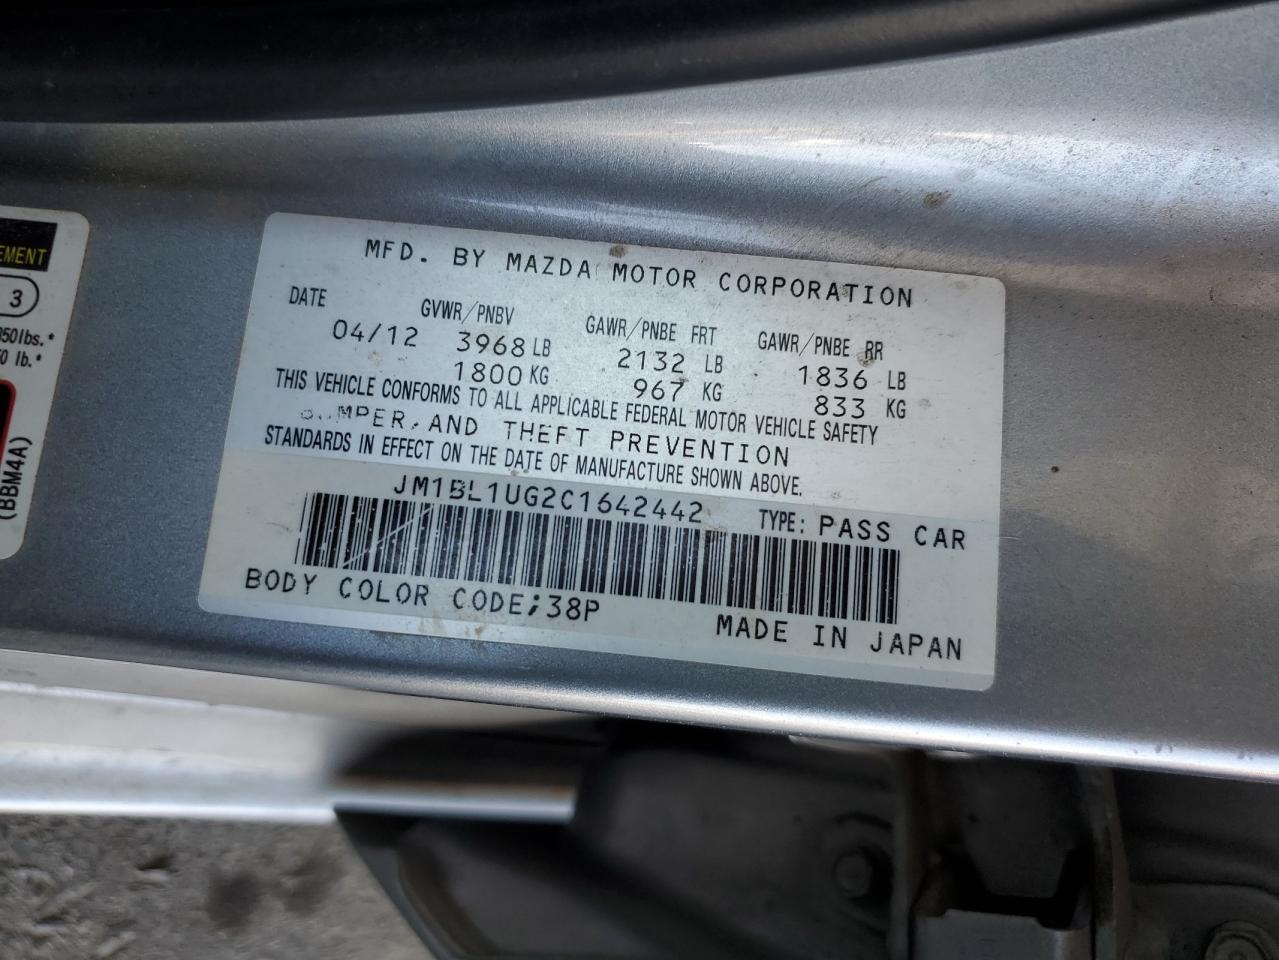 MFD. BY MAZDA MOTOR CORPORATION
DATE GVWR/PNBV GAWR/PNBE FRT GAWR/PNBE RR
04/12 3968 LB 2132 LB 1836 LB
1800 KG 967 KG 833 KG
THIS VEHICLE CONFORMS TO ALL APPLICABLE FEDERAL MOTOR VEHICLE SAFETY
AND THEFT PREVENTION
STANDARDS IN EFFECT ON THE DATE OF MANUFACTURE SHOWN ABOVE.
JM1BL1UG2C1642442 TYPE: PASS CAR
BODY COLOR CODE;38P
MADE IN JAPAN
3
lb.*
(BBM4A)